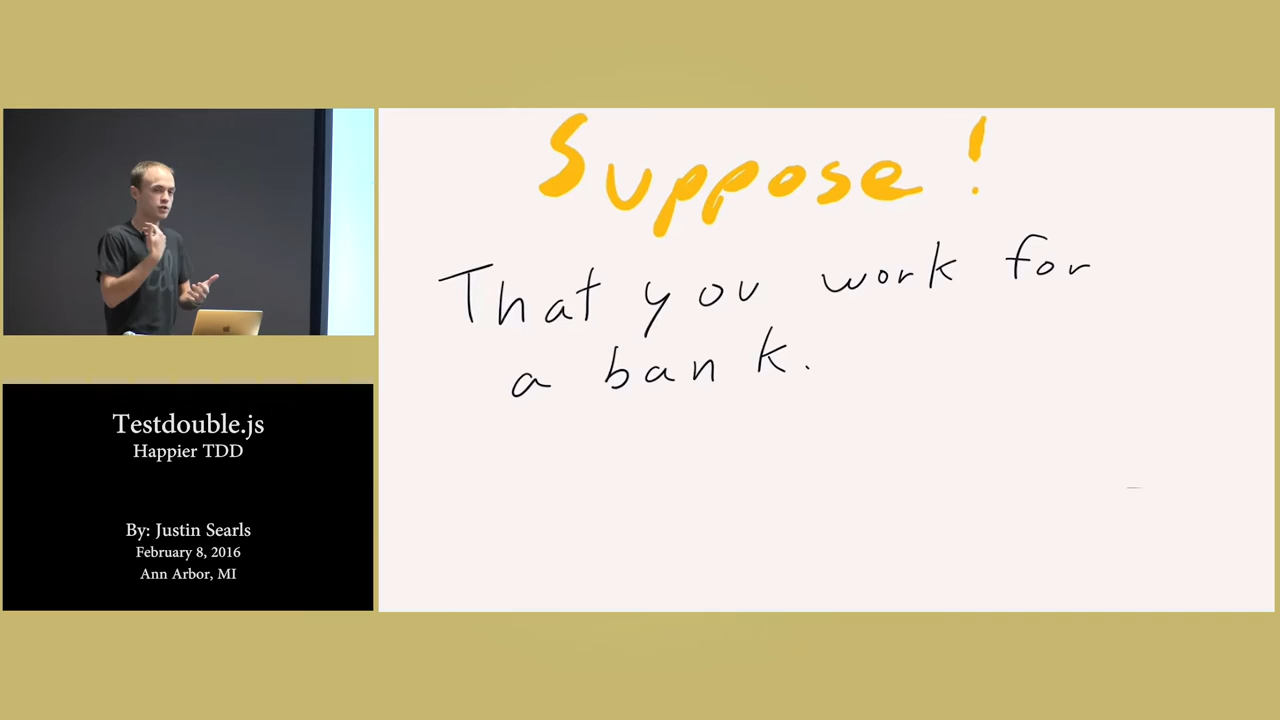 Suppose!
That you work for
a bank.
Testdouble.js
Happier TDD
By: Justin Searls
February 8, 2016
Ann Arbor, MI